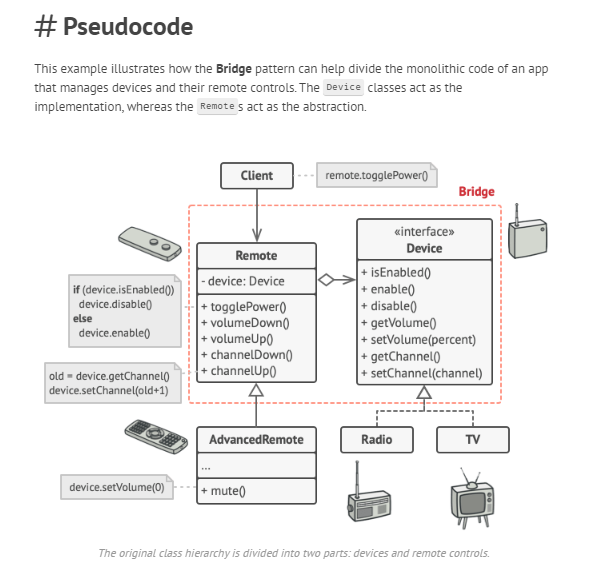 # Pseudocode
This example illustrates how the Bridge pattern can help divide the monolithic code of an app
that manages devices and their remote controls. The Device classes act as the
implementation, whereas the Remotes act as the abstraction.
Client
remote.togglePower()
Bridge
Remote
- device: Device
+ togglePower()
+ volumeDown()
+ volumeUp()
+ channelDown()
+ channelUp()
«interface»
Device
+ isEnabled()
+ enable()
+ disable()
+ getVolume()
+ setVolume(percent)
+ getChannel()
+ setChannel(channel)
if (device.isEnabled())
device.disable()
else
device.enable()
old = device.getChannel()
device.setChannel(old+1)
AdvancedRemote
...
+ mute()
device.setVolume(0)
Radio
TV
The original class hierarchy is divided into two parts: devices and remote controls.